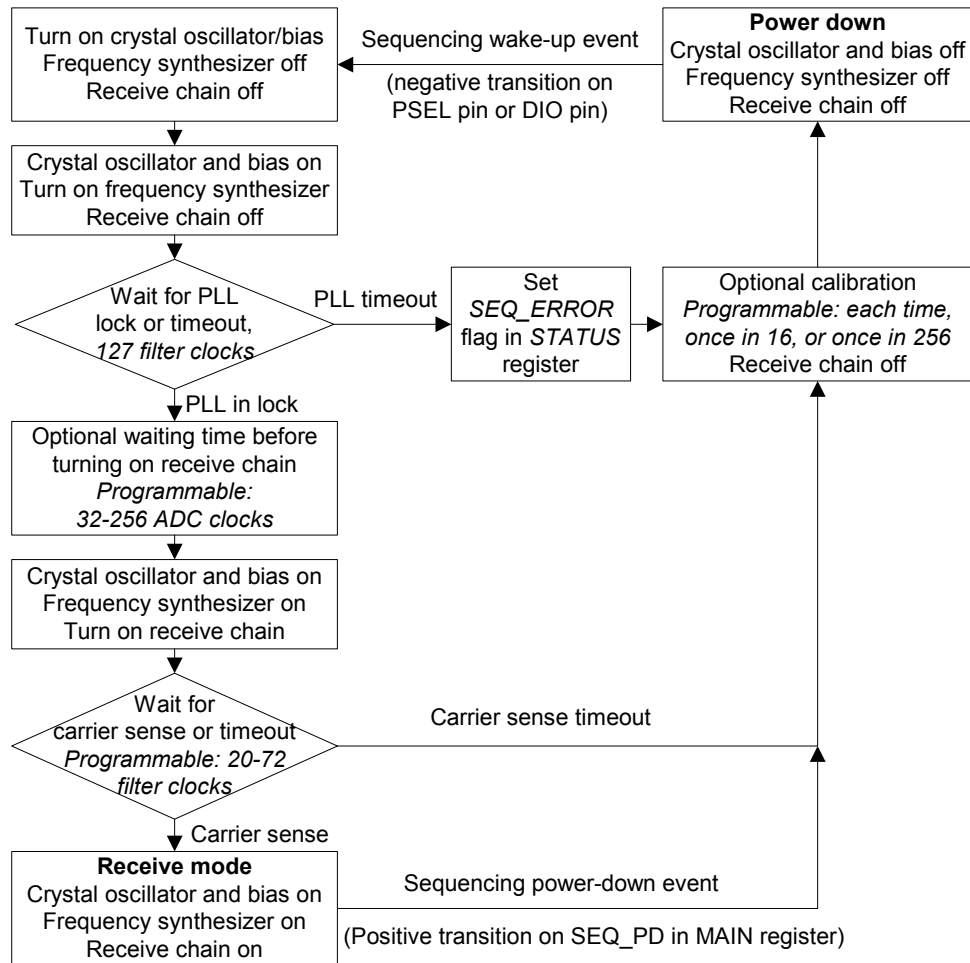 Turn on crystal oscillator/bias
Frequency synthesizer off
Receive chain off
Sequencing wake-up event
(negative transition on
PSEL pin or DIO pin)
Power down
Crystal oscillator and bias off
Frequency synthesizer off
Receive chain off
Crystal oscillator and bias on
Turn on frequency synthesizer
Receive chain off
Wait for PLL
lock or timeout,
127 filter clocks
PLL timeout
Set
SEQ_ERROR
flag in STATUS
register
Optional calibration
Programmable: each time,
once in 16, or once in 256
Receive chain off
PLL in lock
Optional waiting time before
turning on receive chain
Programmable:
32-256 ADC clocks
Crystal oscillator and bias on
Frequency synthesizer on
Turn on receive chain
Wait for
carrier sense or timeout
Programmable: 20-72
filter clocks
Carrier sense timeout
Carrier sense
Receive mode
Crystal oscillator and bias on
Frequency synthesizer on
Receive chain on
Sequencing power-down event
(Positive transition on SEQ_PD in MAIN register)